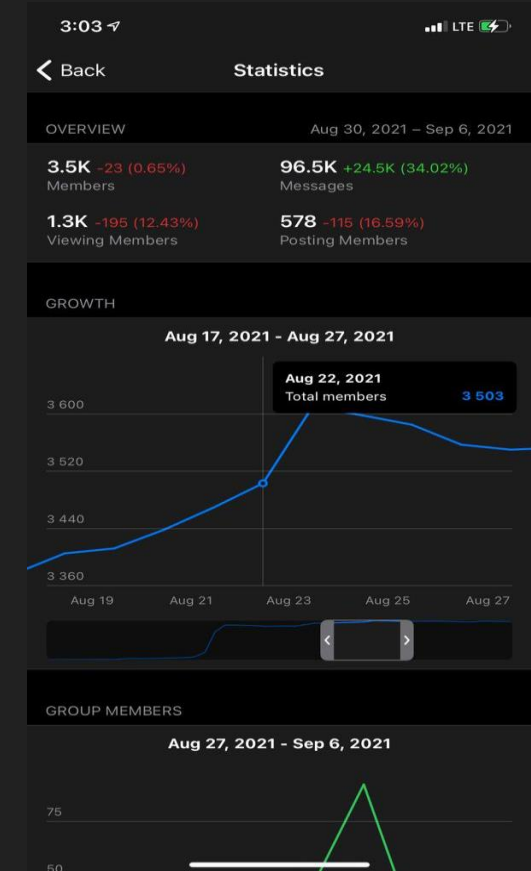 3:03 LTE
Back Statistics
OVERVIEW Aug 30, 2021 – Sep 6, 2021
3.5K -23 (0.65%) 96.5K +24.5K (34.02%)
Members Messages
1.3K -195 (12.43%) 578 -115 (16.59%)
Viewing Members Posting Members
GROWTH
Aug 17, 2021 - Aug 27, 2021
Aug 22, 2021
Total members 3 503
3 600
3 520
3 440
3 360
Aug 19 Aug 21 Aug 23 Aug 25 Aug 27
GROUP MEMBERS
Aug 27, 2021 - Sep 6, 2021
75
50